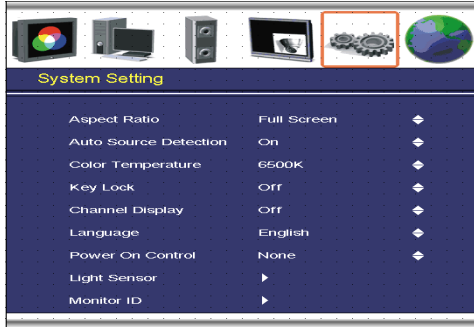 System Setting
Aspect Ratio Full Screen
Auto Source Detection On
Color Temperature 6500K
Key Lock Off
Channel Display Off
Language English
Power On Control None
Light Sensor
Monitor ID